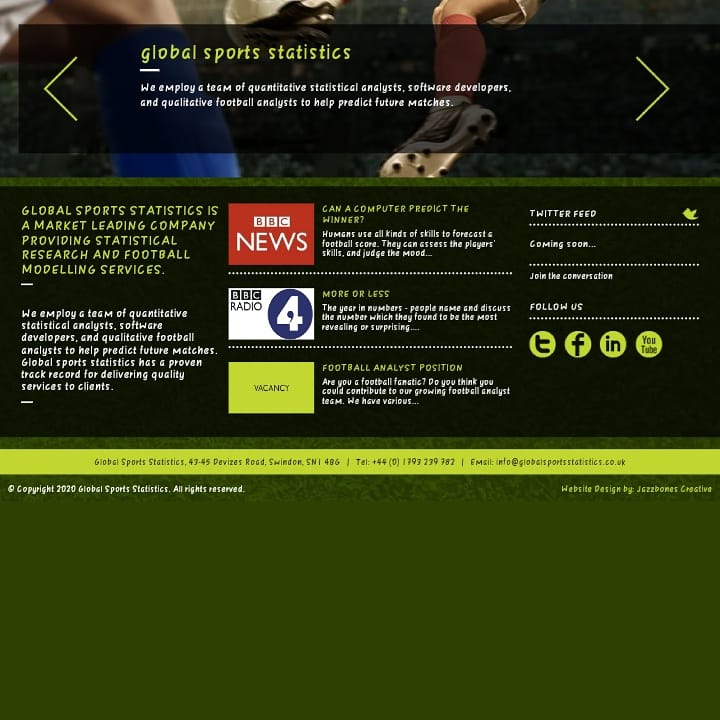 global sports statistics
We employ a team of quantitative statistical analysts, software developers,
and qualitative football analysts to help predict future matches.
GLOBAL SPORTS STATISTICS IS
A MARKET LEADING COMPANY
PROVIDING STATISTICAL
RESEARCH AND FOOTBALL
MODELLING SERVICES.
We employ a team of quantitative
statistical analysts, software
developers, and qualitative football
analysts to help predict future matches.
Global sports statistics has a proven
track record for delivering quality
services to clients.
BBC
NEWS
CAN A COMPUTER PREDICT THE
WINNER?
Humans use all kinds of skills to forecast a
football score. They can assess the players'
skills, and judge the mood...
BBC
RADIO
4
MORE OR LESS
The year in numbers - people name and discuss
the number which they found to be the most
revealing or surprising....
VACANCY
FOOTBALL ANALYST POSITION
Are you a football fanatic? Do you think you
could contribute to our growing football analyst
team. We have various...
TWITTER FEED
Coming soon...
Join the conversation
FOLLOW US
You
Tube
Global Sports Statistics, 43-45 Devizes Road, Swindon, SN1 4BG | Tel: +44 (0) 1793 239 782 | Email: info@globalsportsstatistics.co.uk
© Copyright 2020 Global Sports Statistics. All rights reserved.
Website Design by: Jazzbones Creative